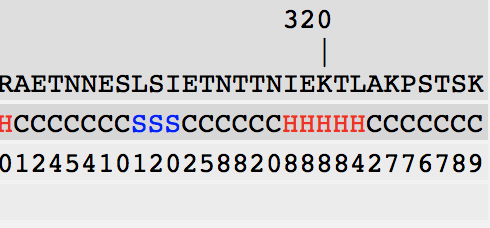 320
|
RAETNNESLSIETNTTNIEKTLAKPSTSK
HCCCCCCCSSSCCCCCCHHHHHCCCCCCC
01245410120258820888842776789